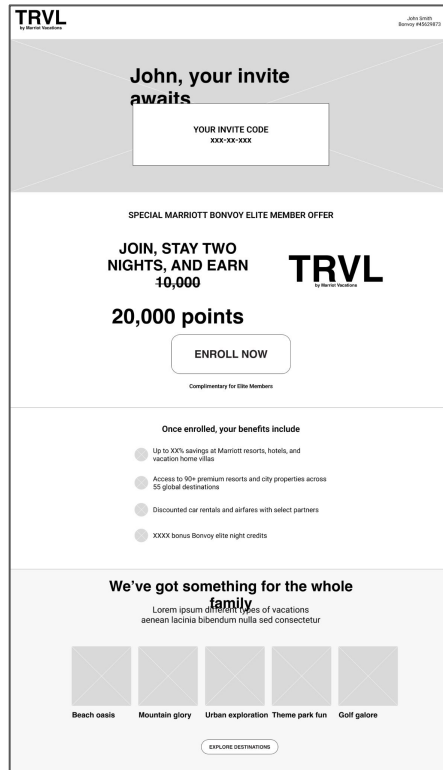 TRVL
by Marriot Vacations
John Smith
Bonvoy #45629873
John, your invite
awaits
YOUR INVITE CODE
xxx-xx-xxx
SPECIAL MARRIOTT BONVOY ELITE MEMBER OFFER
JOIN, STAY TWO
NIGHTS, AND EARN
10,000
20,000 points
TRVL
by Marriot Vacations
ENROLL NOW
Complimentary for Elite Members
Once enrolled, your benefits include
Up to XX% savings at Marriott resorts, hotels, and
vacation home villas
Access to 90+ premium resorts and city properties across
55 global destinations
Discounted car rentals and airfares with select partners
XXXX bonus Bonvoy elite night credits
We've got something for the whole
family
Lorem ipsum different types of vacations
aenean lacinia bibendum nulla sed consectetur
Beach oasis Mountain glory Urban exploration Theme park fun Golf galore
EXPLORE DESTINATIONS